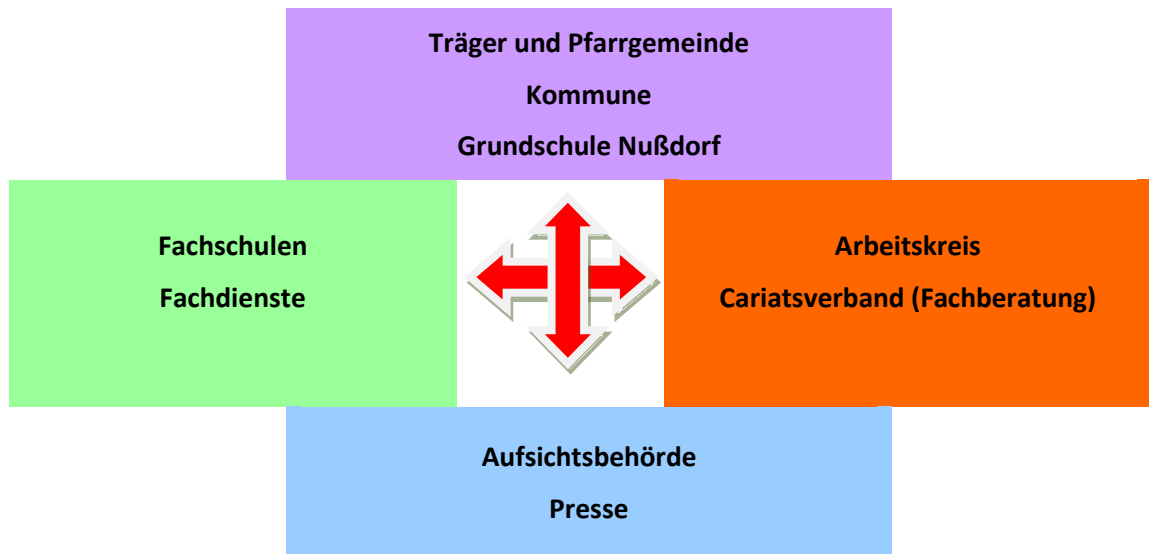 Träger und Pfarrgemeinde
Kommune
Grundschule Nußdorf
Fachschulen
Fachdienste
Arbeitskreis
Cariatsverband (Fachberatung)
Aufsichtsbehörde
Presse